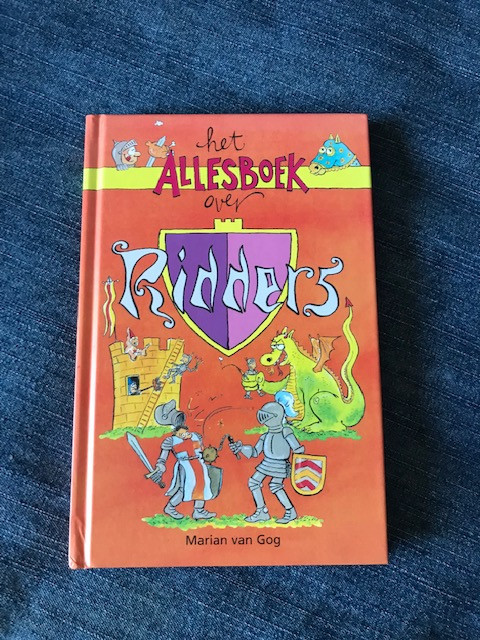 het
ALLESBOEK
over
Ridders
Marian van Gog